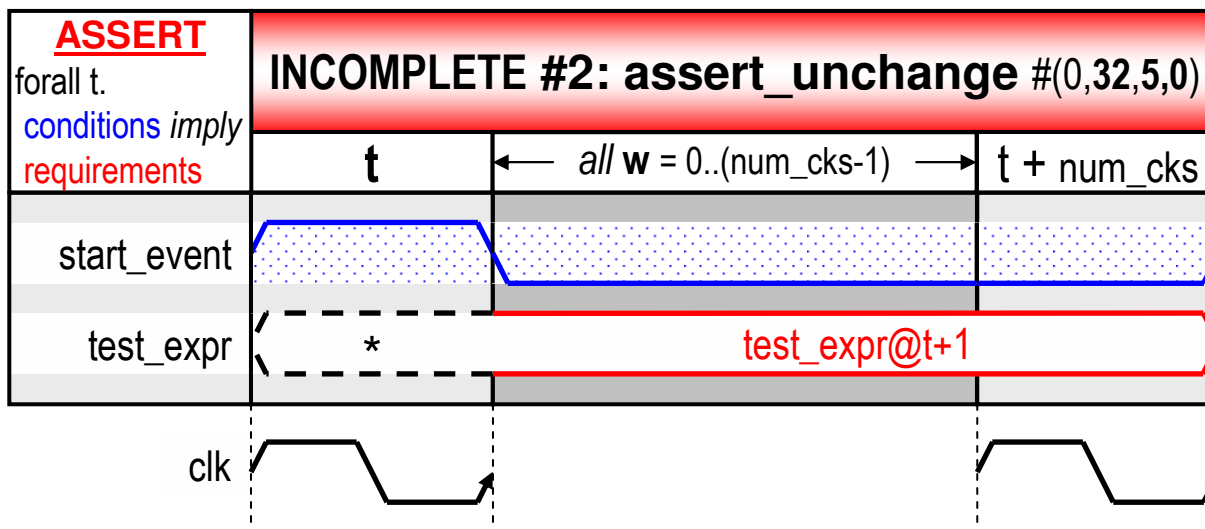 ASSERT
forall t.
conditions imply
requirements
INCOMPLETE #2: assert_unchange #(0,32,5,0)
t
all w = 0..(num_cks-1)
t + num_cks
start_event
test_expr
*
test_expr@t+1
clk